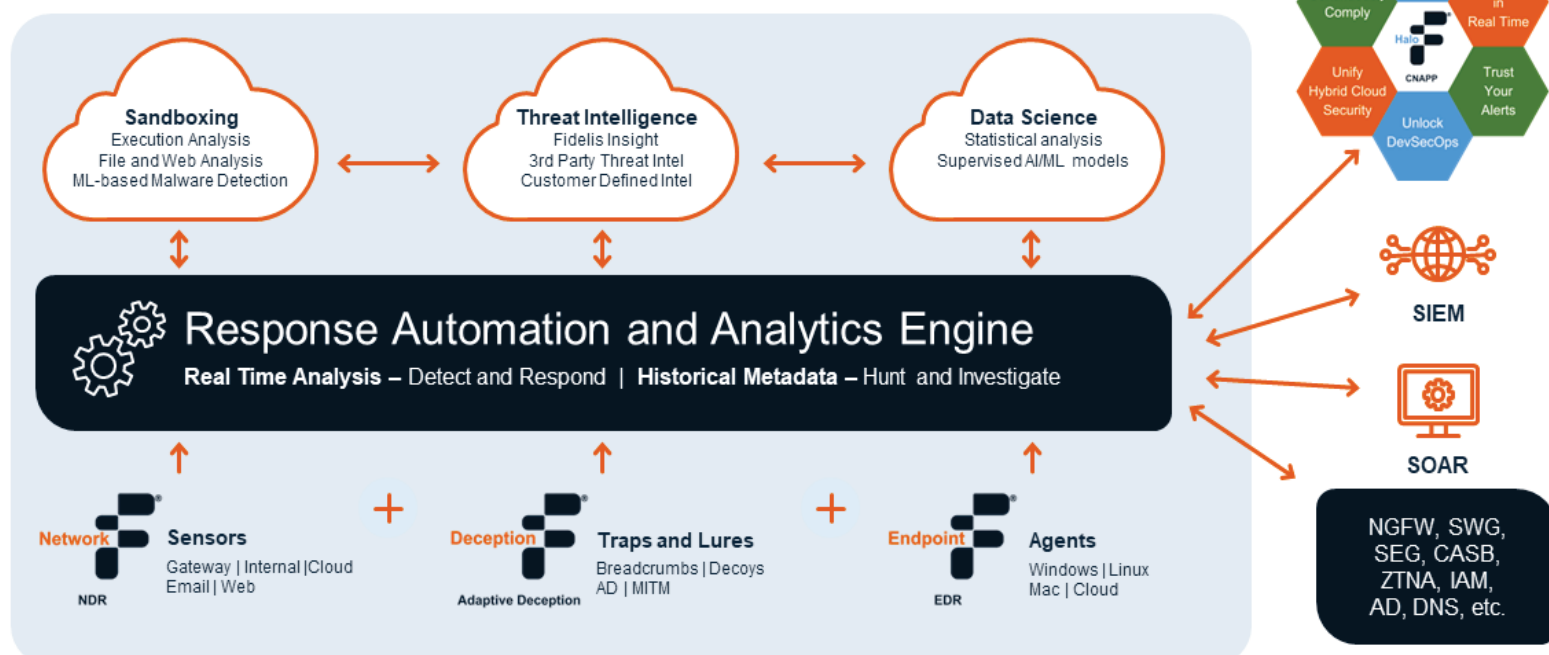 Comply
in
Real Time
Halo
®
CNAPP
Unify
Hybrid Cloud
Security
Trust
Your
Alerts
Unlock
DevSecOps
Sandboxing
Execution Analysis
File and Web Analysis
ML-based Malware Detection
Threat Intelligence
Fidelis Insight
3rd Party Threat Intel
Customer Defined Intel
Data Science
Statistical analysis
Supervised AI/ML models
SIEM
Response Automation and Analytics Engine
Real Time Analysis – Detect and Respond | Historical Metadata – Hunt and Investigate
SOAR
Network
®
NDR
Sensors
Gateway | Internal |Cloud
Email | Web
+
Deception
®
Adaptive Deception
Traps and Lures
Breadcrumbs | Decoys
AD | MITM
+
Endpoint
®
EDR
Agents
Windows | Linux
Mac | Cloud
NGFW, SWG,
SEG, CASB,
ZTNA, IAM,
AD, DNS, etc.